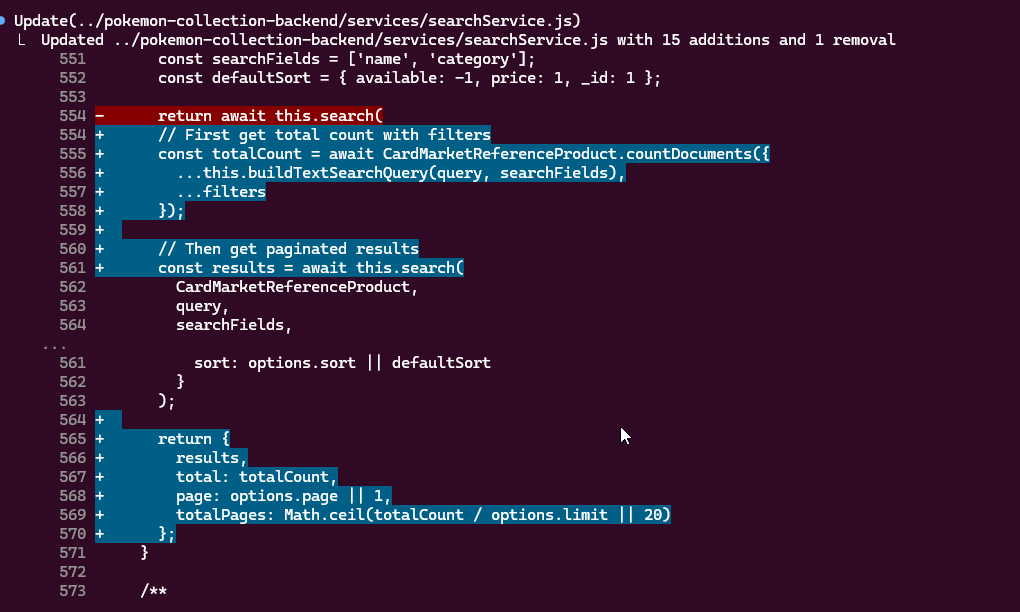 Update(../pokemon-collection-backend/services/searchService.js)
└ Updated ../pokemon-collection-backend/services/searchService.js with 15 additions and 1 removal
551 const searchFields = ['name', 'category'];
552 const defaultSort = { available: -1, price: 1, _id: 1 };
553
554 - return await this.search(
554 + // First get total count with filters
555 + const totalCount = await CardMarketReferenceProduct.countDocuments({
556 + ...this.buildTextSearchQuery(query, searchFields),
557 + ...filters
558 + });
559 +
560 + // Then get paginated results
561 + const results = await this.search(
562 CardMarketReferenceProduct,
563 query,
564 searchFields,
...
561 sort: options.sort || defaultSort
562 }
563 );
564 +
565 + return {
566 + results,
567 + total: totalCount,
568 + page: options.page || 1,
569 + totalPages: Math.ceil(totalCount / options.limit || 20)
570 + };
571 }
572
573 /**